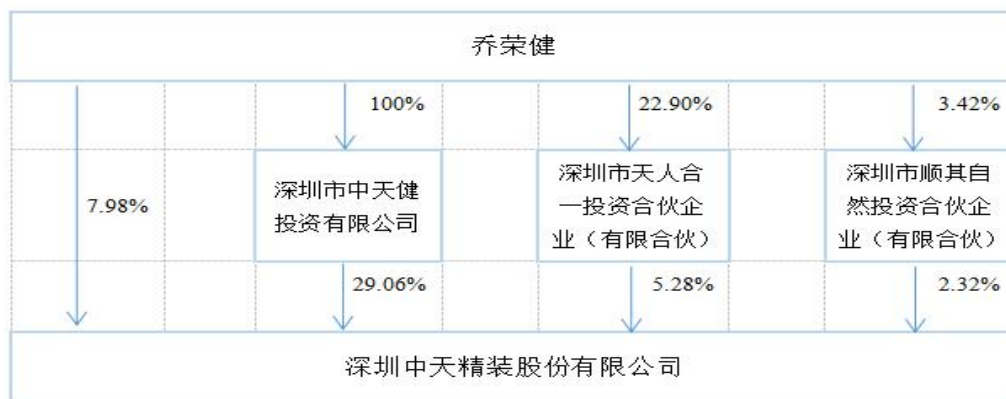 乔荣健
100%
22.90%
3.42%
7.98%
深圳市中天健
投资有限公司
深圳市天人合
一投资合伙企
业（有限合伙）
深圳市顺其自
然投资合伙企
业（有限合伙）
29.06%
5.28%
2.32%
深圳中天精装股份有限公司